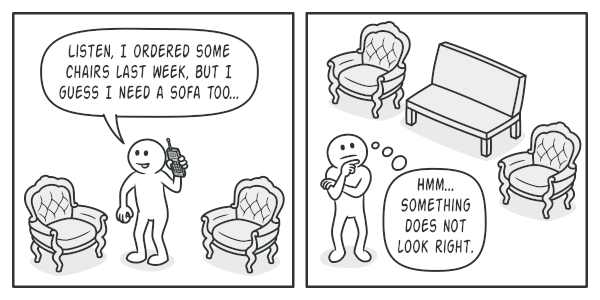 LISTEN, I ORDERED SOME
CHAIRS LAST WEEK, BUT I
GUESS I NEED A SOFA TOO...
HMM...
SOMETHING
DOES NOT
LOOK RIGHT.